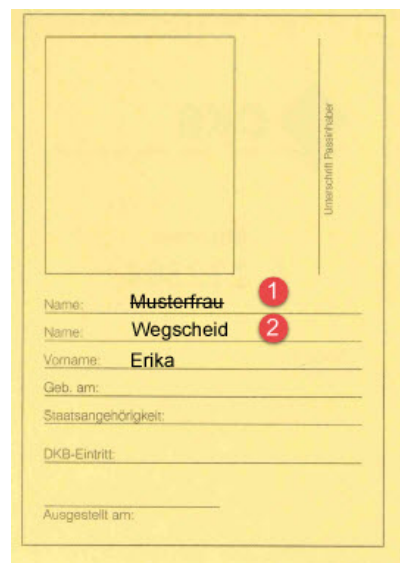 Unterschrift Passinhaber
Name: Musterfrau 1
Name: Wegscheid 2
Vorname: Erika
Geb. am:
Staatsangehörigkeit:
DKB-Eintritt:
Ausgestellt am: